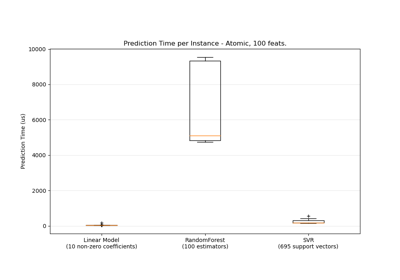 Prediction Time per Instance - Atomic, 100 feats.
10000
8000
6000
4000
2000
0
Prediction Time (us)
Linear Model
(10 non-zero coefficients)
RandomForest
(100 estimators)
SVR
(695 support vectors)